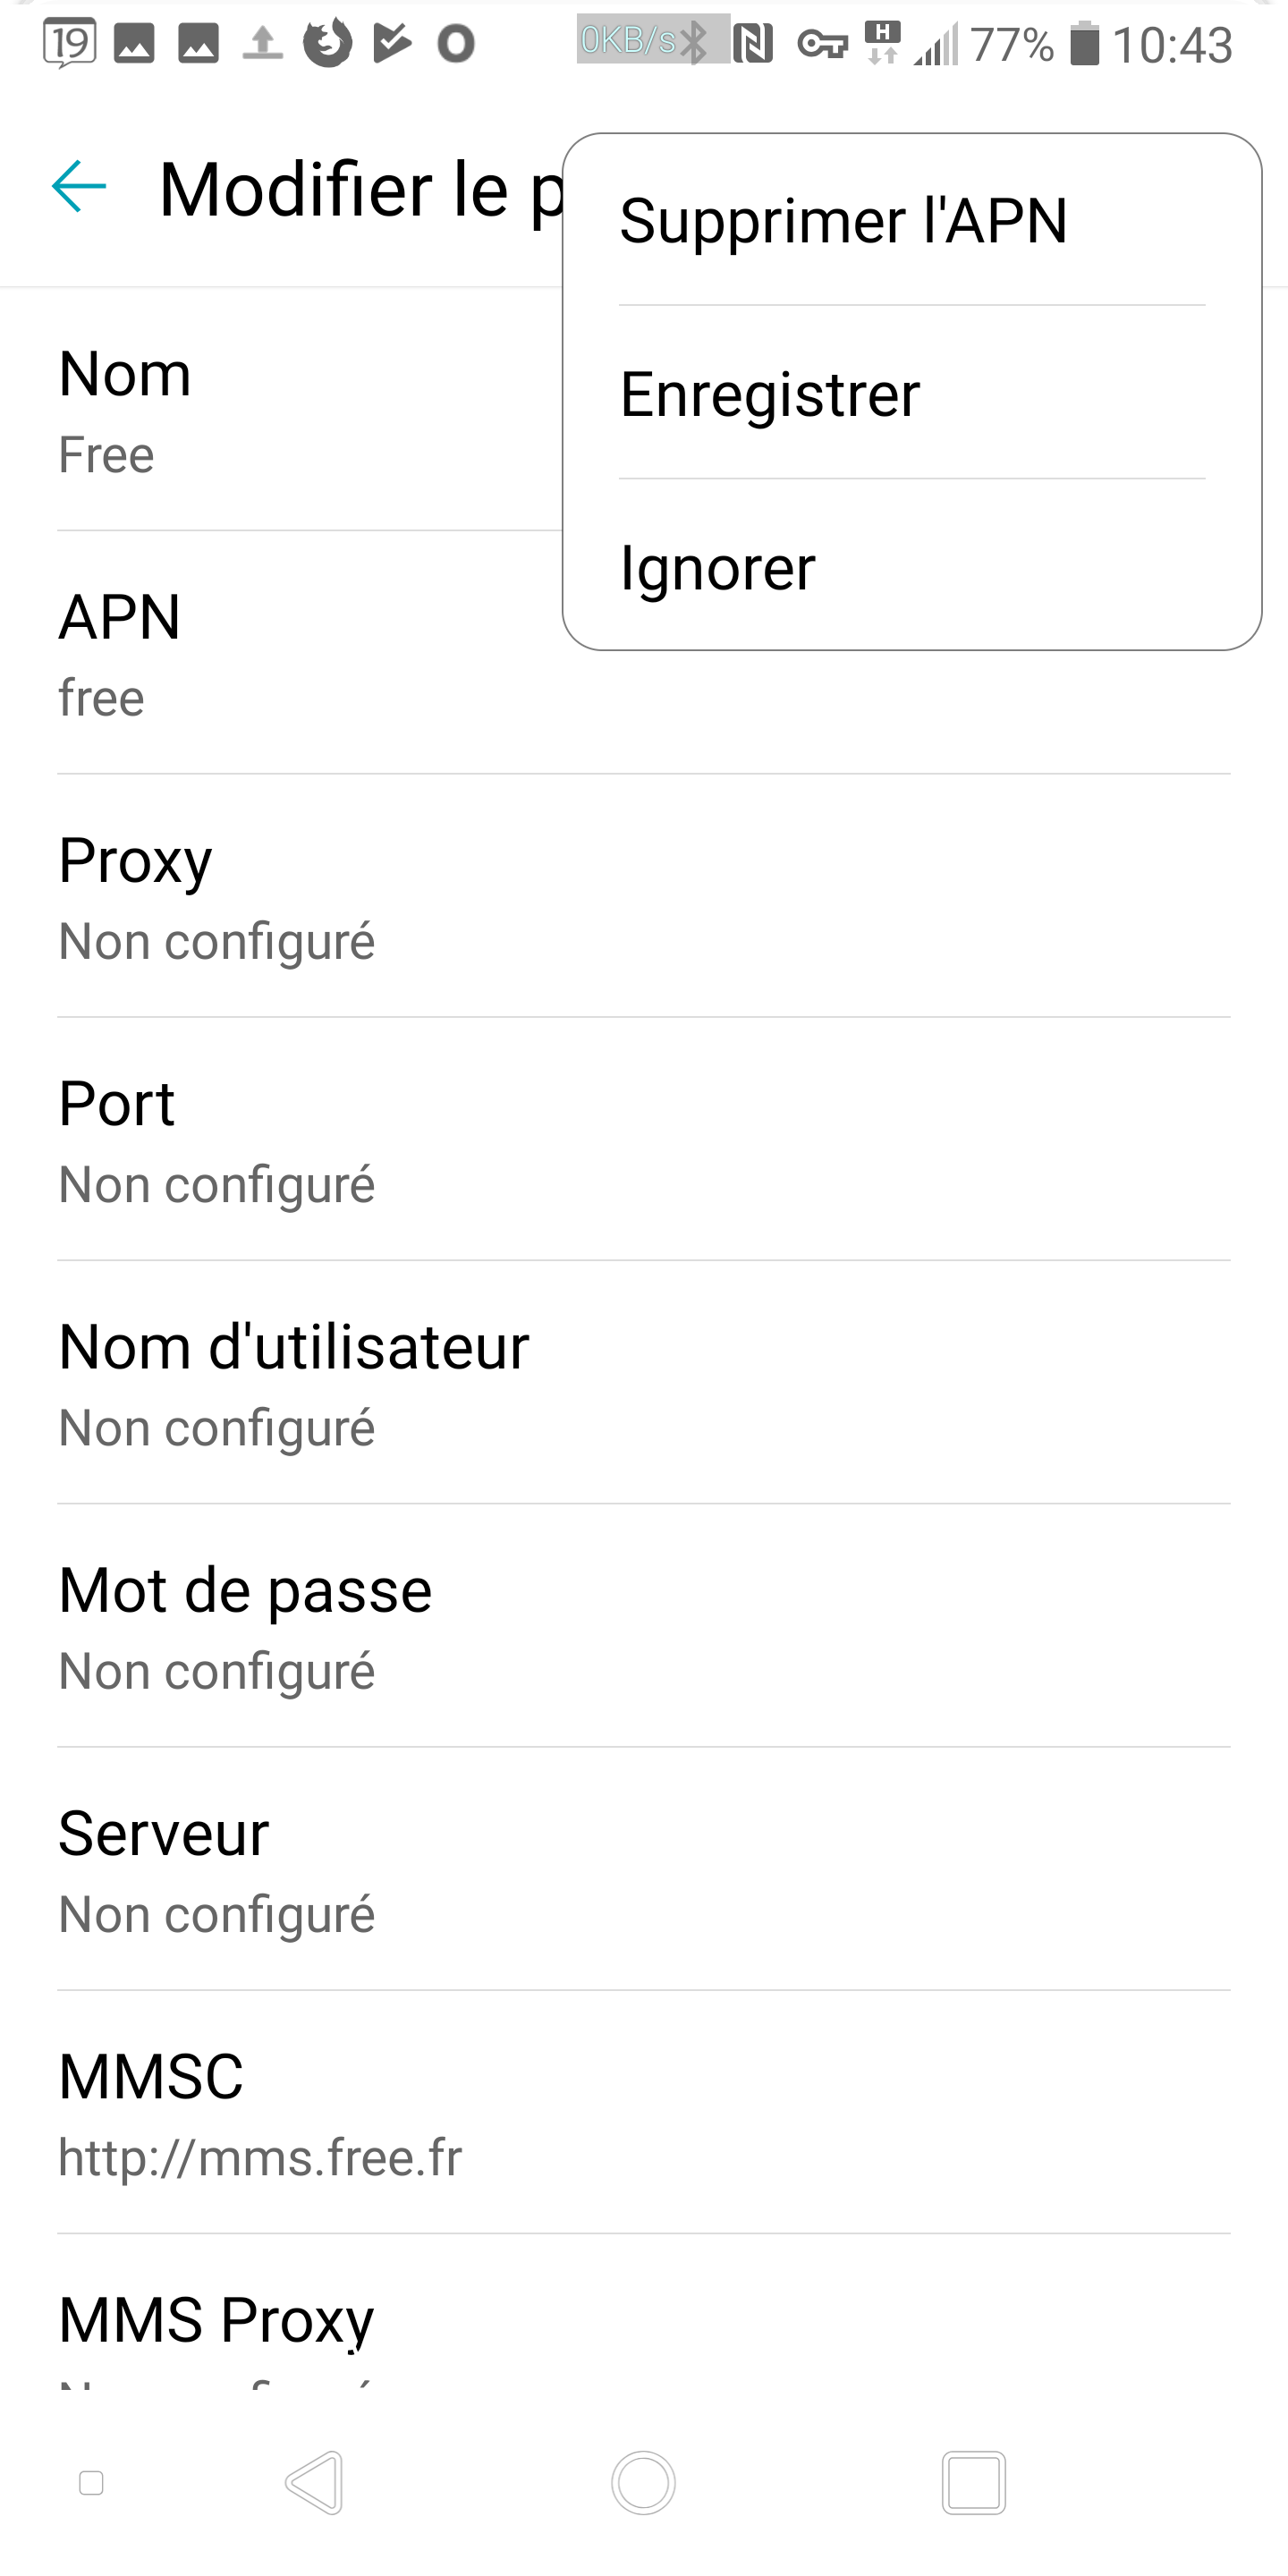 19 0KB/s H 77% 10:43
Modifier le p
Supprimer l'APN
Enregistrer
Ignorer
Nom
Free
APN
free
Proxy
Non configuré
Port
Non configuré
Nom d'utilisateur
Non configuré
Mot de passe
Non configuré
Serveur
Non configuré
MMSC
http://mms.free.fr
MMS Proxy